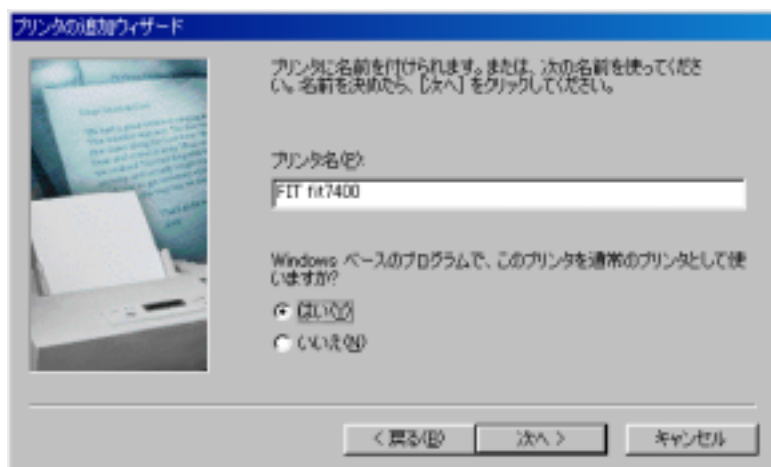 プリンタの追加ウィザード
プリンタに名前を付けられます。または、次の名前を使ってくださ
い。名前を決めたら、[次へ] をクリックしてください。
プリンタ名(P):
FIT fit7400
Windows ベースのプログラムで、このプリンタを通常のプリンタとして使
いますか?
はい(Y)
いいえ(N)
< 戻る(B)
次へ >
キャンセル